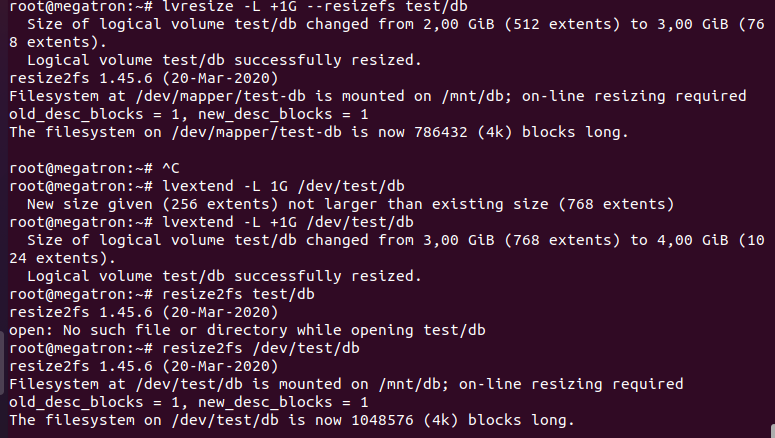 root@megatron:~# lvresize -L +1G --resizefs test/db
  Size of logical volume test/db changed from 2,00 GiB (512 extents) to 3,00 GiB (76
8 extents).
  Logical volume test/db successfully resized.
resize2fs 1.45.6 (20-Mar-2020)
Filesystem at /dev/mapper/test-db is mounted on /mnt/db; on-line resizing required
old_desc_blocks = 1, new_desc_blocks = 1
The filesystem on /dev/mapper/test-db is now 786432 (4k) blocks long.

root@megatron:~# ^C
root@megatron:~# lvextend -L 1G /dev/test/db
  New size given (256 extents) not larger than existing size (768 extents)
root@megatron:~# lvextend -L +1G /dev/test/db
  Size of logical volume test/db changed from 3,00 GiB (768 extents) to 4,00 GiB (10
24 extents).
  Logical volume test/db successfully resized.
root@megatron:~# resize2fs test/db
resize2fs 1.45.6 (20-Mar-2020)
open: No such file or directory while opening test/db
root@megatron:~# resize2fs /dev/test/db
resize2fs 1.45.6 (20-Mar-2020)
Filesystem at /dev/test/db is mounted on /mnt/db; on-line resizing required
old_desc_blocks = 1, new_desc_blocks = 1
The filesystem on /dev/test/db is now 1048576 (4k) blocks long.